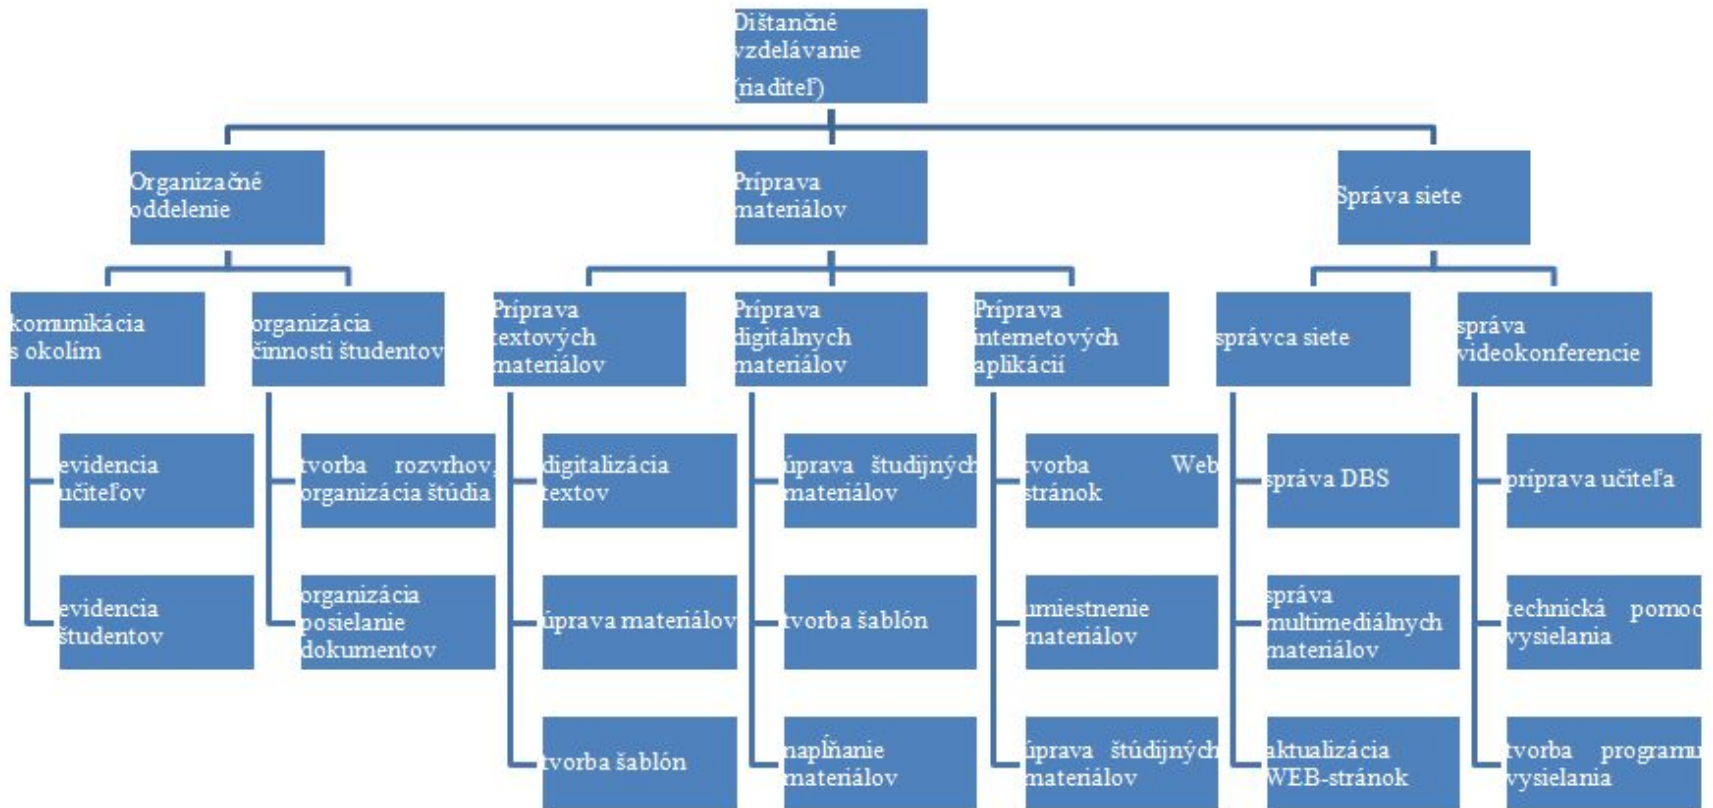 Dištančné
vzdelávanie
(riaditeľ)
Organizačné
oddelenie
Príprava
materiálov
Správa siete
komunikácia
s okolím
organizácia
činnosti študentov
Príprava
textových
materiálov
Príprava
digitálnych
materiálov
Príprava
internetových
aplikácií
správca siete
správa
videokonferencie
evidencia
učiteľov
tvorba rozvrhov,
organizácia štúdia
digitalizácia
textov
úprava študijných
materiálov
tvorba Web
stránok
správa DBS
príprava učiteľa
evidencia
študentov
organizácia
posielanie
dokumentov
úprava materiálov
tvorba šablón
umiestnenie
materiálov
správa
multimediálnych
materiálov
technická pomoc
vysielania
tvorba šablón
napĺňanie
materiálov
úprava štúdijných
materiálov
aktualizácia
WEB-stránok
tvorba programu
vysielania